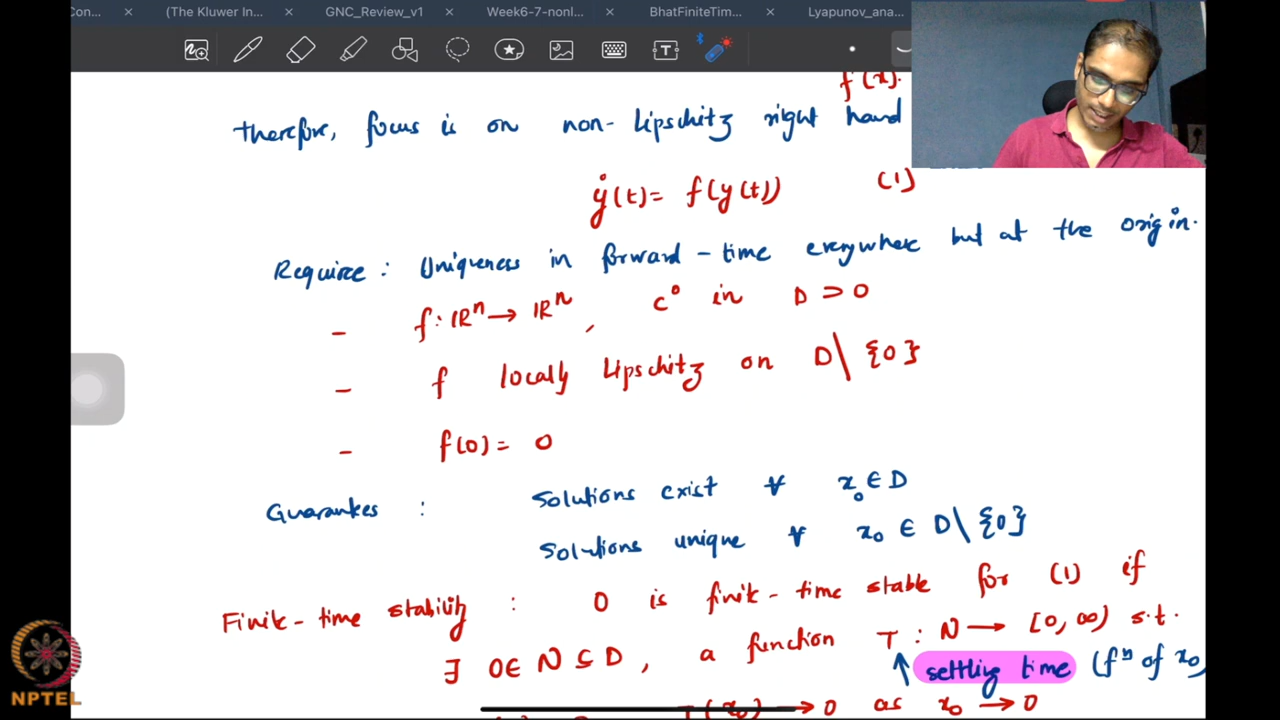 Con... × (The Kluwer In... × GNC_Review_v1 × Week6-7-nonl... × BhatFiniteTim... × Lyapunov_ana...
f(x).
therefore, focus is on non-Lipschitz right hand
ẏ(t) = f(y(t)) (1)
Require : Uniqueness in forward-time everywhere but at the origin.
- f: ℝⁿ → ℝⁿ, C⁰ in D ⊃ 0
- f locally Lipschitz on D\{0}
- f(0) = 0
Guarantees : Solutions exist ∀ x₀ ∈ D
Solutions unique ∀ x₀ ∈ D\{0}
Finite-time stability : 0 is finite-time stable for (1) if
∃ 0 ∈ N ⊆ D, a function T : N → [0, ∞) s.t.
settling time (fⁿ of x₀
T(x₀) → 0 as x₀ → 0
NPTEL